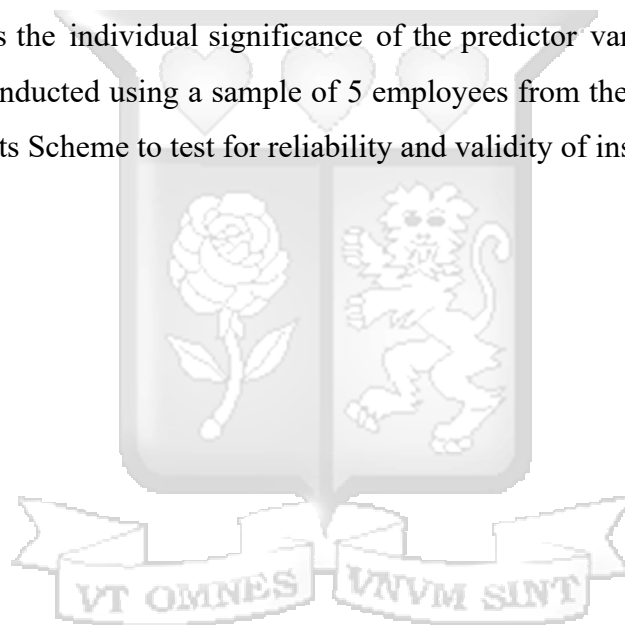 s the individual significance of the predictor var
nducted using a sample of 5 employees from the
ts Scheme to test for reliability and validity of ins
VT OMNES VNVM SINT